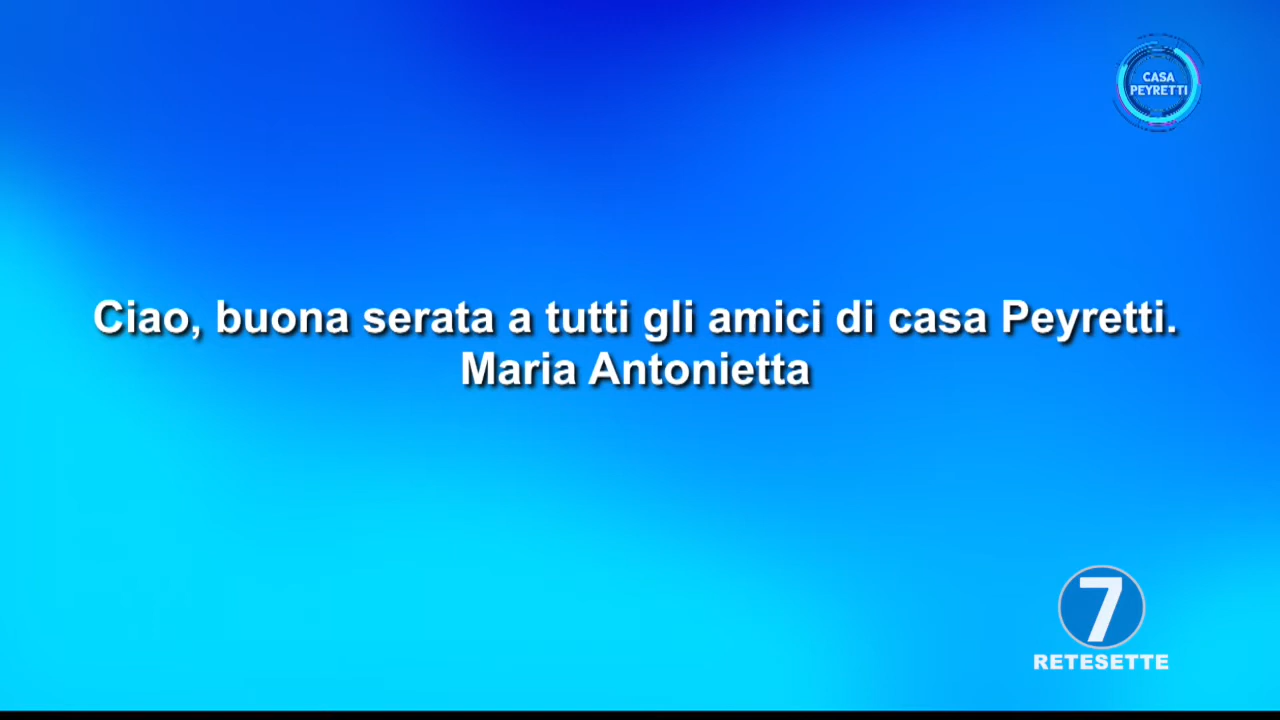 CASA
PEYRETTI
Ciao, buona serata a tutti gli amici di casa Peyretti.
Maria Antonietta
7
RETESETTE